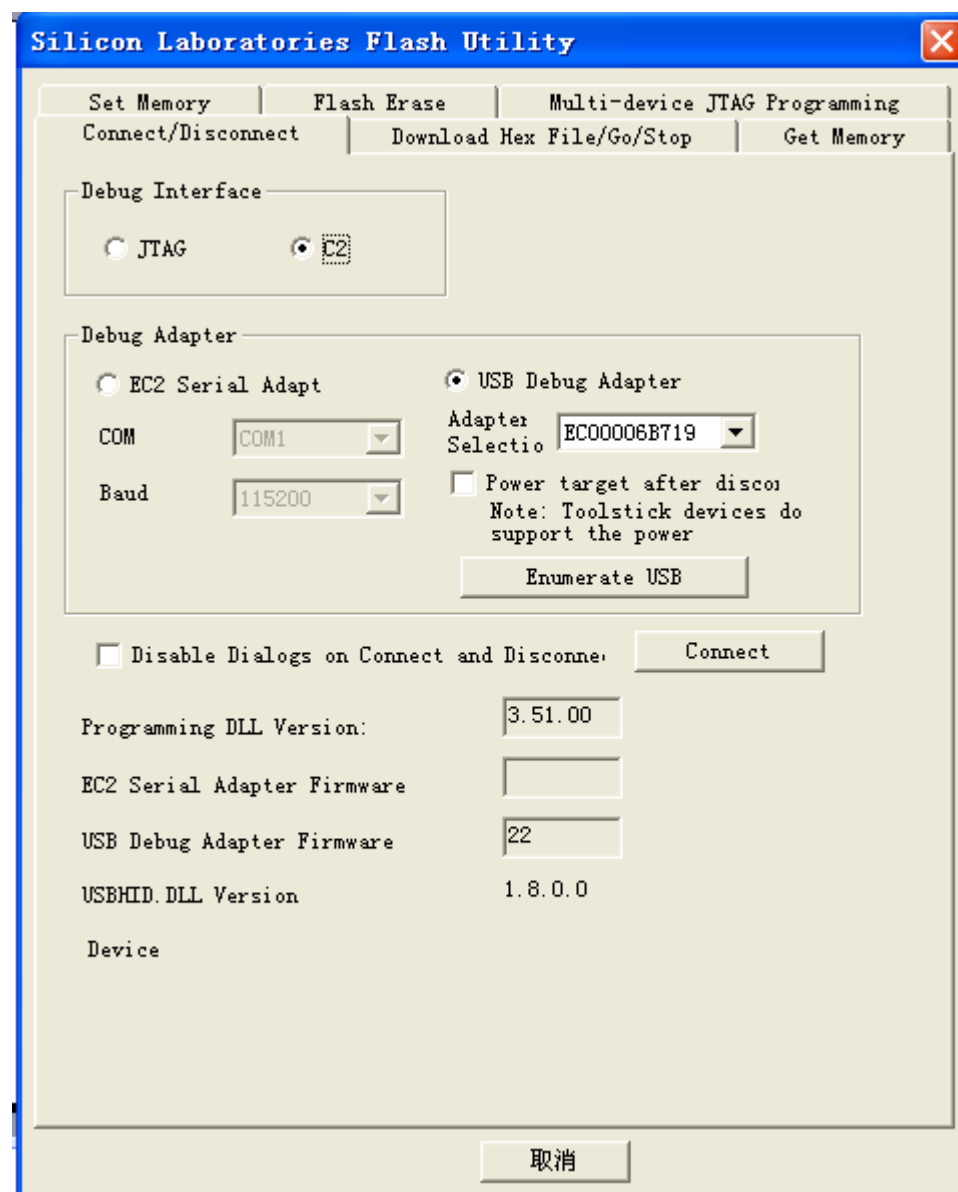 Silicon Laboratories Flash Utility
Set Memory Flash Erase Multi-device JTAG Programming
Connect/Disconnect Download Hex File/Go/Stop Get Memory
Debug Interface
JTAG C2
Debug Adapter
EC2 Serial Adapt USB Debug Adapter
COM COM1 Adapter
Selectio EC00006B719
Baud 115200 Power target after discon
Note: Toolstick devices do
support the power
Enumerate USB
Disable Dialogs on Connect and Disconne Connect
Programming DLL Version: 3.51.00
EC2 Serial Adapter Firmware
USB Debug Adapter Firmware 22
USBHID.DLL Version 1.8.0.0
Device
取消